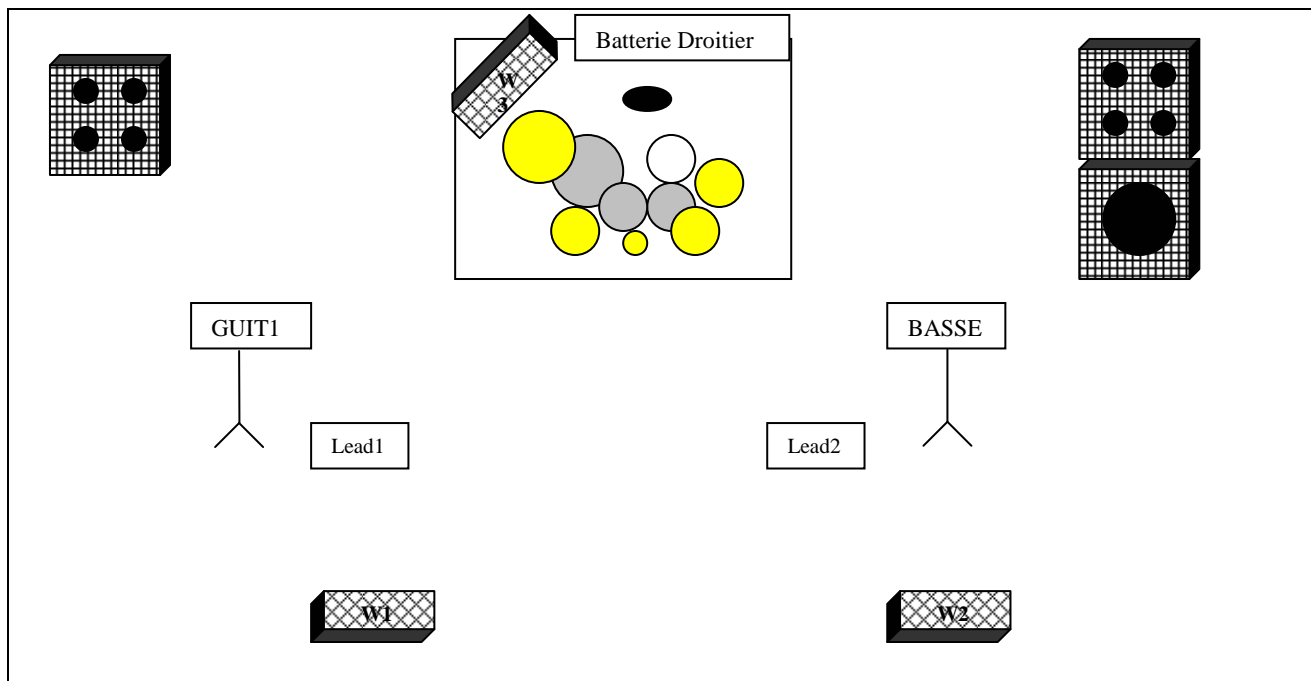 Batterie Droitier
W
3
GUIT1
BASSE
Lead1
Lead2
W1
W2